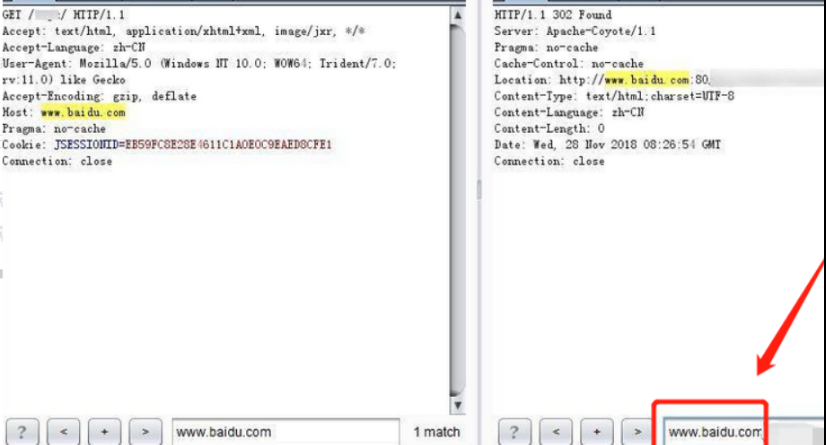 GET / / HTTP/1.1
Accept: text/html, application/xhtml+xml, image/jxr, */*
Accept-Language: zh-CN
User-Agent: Mozilla/5.0 (Windows NT 10.0; WOW64; Trident/7.0;
rv:11.0) like Gecko
Accept-Encoding: gzip, deflate
Host: www.baidu.com
Pragma: no-cache
Cookie: JSESSIONID=EB59FC8E28E4611C1A0E0C9EAED8CFE1
Connection: close
? < + > www.baidu.com 1 match
HTTP/1.1 302 Found
Server: Apache-Coyote/1.1
Pragma: no-cache
Cache-Control: no-cache
Location: http://www.baidu.com:80
Content-Type: text/html;charset=UTF-8
Content-Language: zh-CN
Content-Length: 0
Date: Wed, 28 Nov 2018 08:26:54 GMT
Connection: close
? < + > www.baidu.com